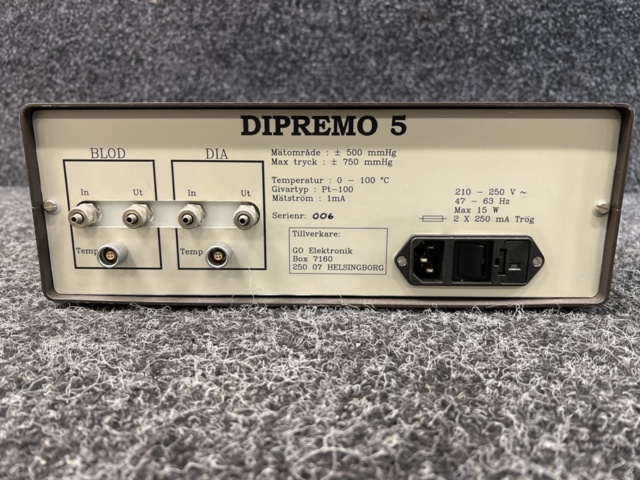 DIPREMO 5
BLOD
DIA
In
Ut
In
Ut
Temp
Temp
Mätområde : ± 500 mmHg
Max tryck : ± 750 mmHg
Temperatur : 0 - 100 °C
Givartyp : Pt-100
Mätström : 1mA
Serienr: 006
Tillverkare:
GO Elektronik
Box 7160
250 07 HELSINGBORG
210 - 250 V ~
47 - 63 Hz
Max 15 W
2 X 250 mA Trög